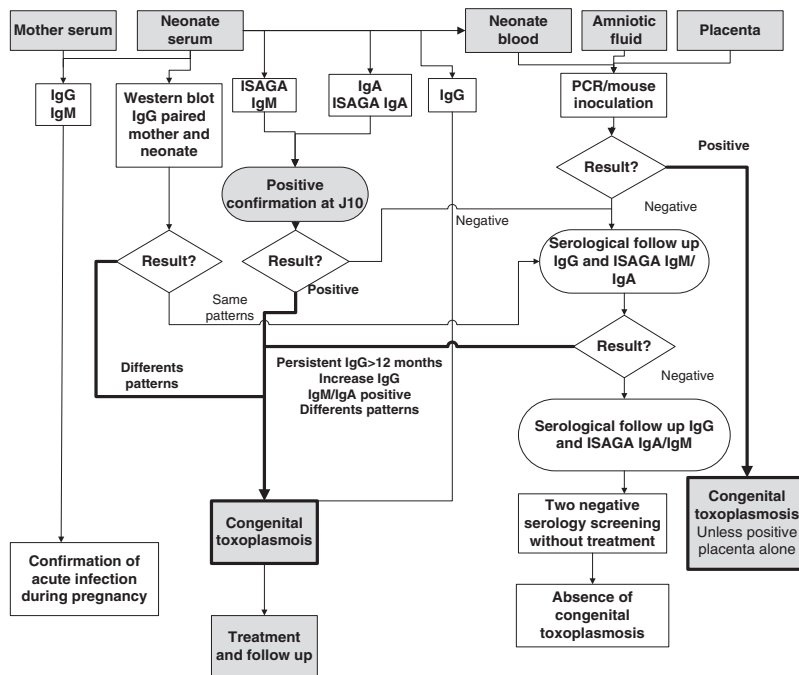 Mother serum
Neonate
serum
Neonate
blood
Amniotic
fluid
Placenta
IgG
IgM
Western blot
IgG paired
mother and
neonate
ISAGA
IgM
IgA
ISAGA IgA
IgG
PCR/mouse
inoculation
Positive
Result?
Positive
confirmation at J10
Negative
Negative
Result?
Result?
Serological follow up
IgG and ISAGA IgM/
IgA
Positive
Same
patterns
Result?
Differents
patterns
Persistent IgG>12 months
Increase IgG
IgM/IgA positive
Differents patterns
Negative
Serological follow up IgG
and ISAGA IgA/IgM
Congenital
toxoplasmois
Two negative
serology screening
without treatment
Congenital
toxoplasmosis
Unless positive
placenta alone
Confirmation of
acute infection
during pregnancy
Absence of
congenital
toxoplasmosis
Treatment
and follow up